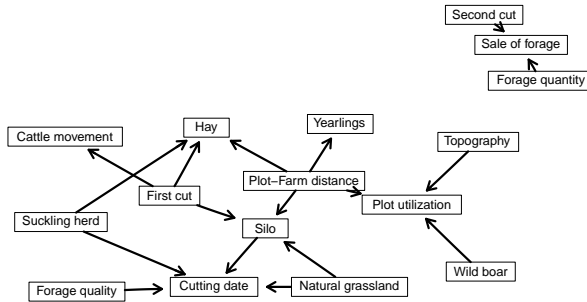 Second cut
Sale of forage
Forage quantity
Hay
Yearlings
Cattle movement
Topography
Plot–Farm distance
First cut
Plot utilization
Suckling herd
Silo
Wild boar
Forage quality
Cutting date
Natural grassland